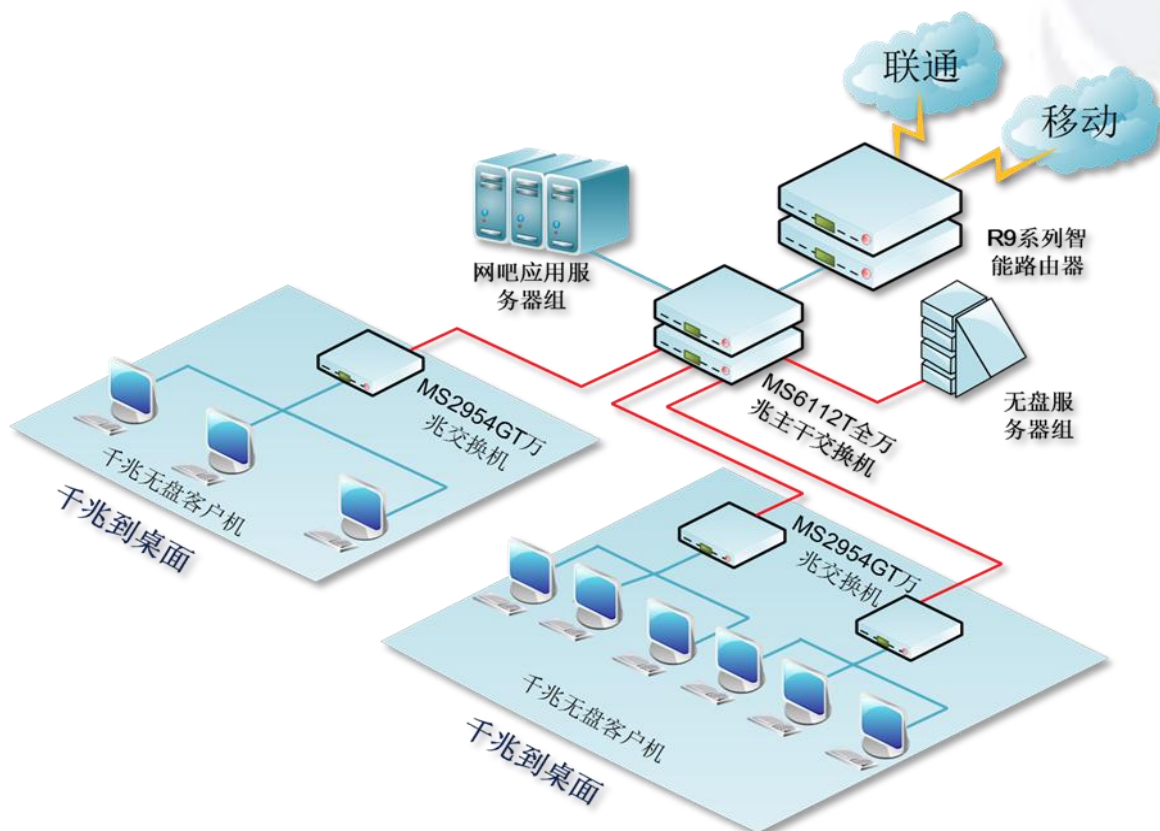 联通
移动
R9系列智
能路由器
网吧应用服
务器组
MS6112T全万
兆主干交换机
无盘服
务器组
MS2954GT万
兆交换机
千兆无盘客户机
千兆到桌面
MS2954GT万
兆交换机
千兆无盘客户机
千兆到桌面